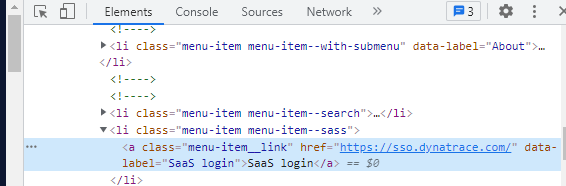 Elements Console Sources Network » 3
<!---->
<li class="menu-item menu-item--with-submenu" data-label="About">…
</li>
<!---->
<!---->
<li class="menu-item menu-item--search">…</li>
<li class="menu-item menu-item--sass">
<a class="menu-item__link" href="https://sso.dynatrace.com/" data-
label="SaaS login">SaaS login</a> == $0
</li>